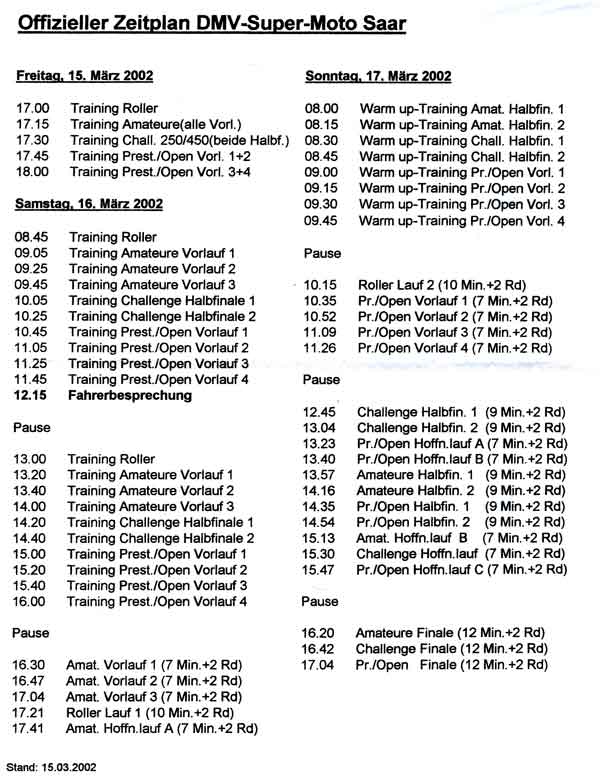 Offizieller Zeitplan DMV-Super-Moto Saar
Freitag, 15. März 2002
17.00 Training Roller
17.15 Training Amateure(alle Vorl.)
17.30 Training Chall. 250/450(beide Halbf.)
17.45 Training Prest./Open Vorl. 1+2
18.00 Training Prest./Open Vorl. 3+4
Samstag, 16. März 2002
08.45 Training Roller
09.05 Training Amateure Vorlauf 1
09.25 Training Amateure Vorlauf 2
09.45 Training Amateure Vorlauf 3
10.05 Training Challenge Halbfinale 1
10.25 Training Challenge Halbfinale 2
10.45 Training Prest./Open Vorlauf 1
11.05 Training Prest./Open Vorlauf 2
11.25 Training Prest./Open Vorlauf 3
11.45 Training Prest./Open Vorlauf 4
12.15 Fahrerbesprechung
Pause
13.00 Training Roller
13.20 Training Amateure Vorlauf 1
13.40 Training Amateure Vorlauf 2
14.00 Training Amateure Vorlauf 3
14.20 Training Challenge Halbfinale 1
14.40 Training Challenge Halbfinale 2
15.00 Training Prest./Open Vorlauf 1
15.20 Training Prest./Open Vorlauf 2
15.40 Training Prest./Open Vorlauf 3
16.00 Training Prest./Open Vorlauf 4
Pause
16.30 Amat. Vorlauf 1 (7 Min.+2 Rd)
16.47 Amat. Vorlauf 2 (7 Min.+2 Rd)
17.04 Amat. Vorlauf 3 (7 Min.+2 Rd)
17.21 Roller Lauf 1 (10 Min.+2 Rd)
17.41 Amat. Hoffn.lauf A (7 Min.+2 Rd)
Sonntag, 17. März 2002
08.00 Warm up-Training Amat. Halbfin. 1
08.15 Warm up-Training Amat. Halbfin. 2
08.30 Warm up-Training Chall. Halbfin. 1
08.45 Warm up-Training Chall. Halbfin. 2
09.00 Warm up-Training Pr./Open Vorl. 1
09.15 Warm up-Training Pr./Open Vorl. 2
09.30 Warm up-Training Pr./Open Vorl. 3
09.45 Warm up-Training Pr./Open Vorl. 4
Pause
10.15 Roller Lauf 2 (10 Min.+2 Rd)
10.35 Pr./Open Vorlauf 1 (7 Min.+2 Rd)
10.52 Pr./Open Vorlauf 2 (7 Min.+2 Rd)
11.09 Pr./Open Vorlauf 3 (7 Min.+2 Rd)
11.26 Pr./Open Vorlauf 4 (7 Min.+2 Rd)
Pause
12.45 Challenge Halbfin. 1 (9 Min.+2 Rd)
13.04 Challenge Halbfin. 2 (9 Min.+2 Rd)
13.23 Pr./Open Hoffn.lauf A (7 Min.+2 Rd)
13.40 Pr./Open Hoffn.lauf B (7 Min.+2 Rd)
13.57 Amateure Halbfin. 1 (9 Min.+2 Rd)
14.16 Amateure Halbfin. 2 (9 Min.+2 Rd)
14.35 Pr./Open Halbfin. 1 (9 Min.+2 Rd)
14.54 Pr./Open Halbfin. 2 (9 Min.+2 Rd)
15.13 Amat. Hoffn.lauf B (7 Min.+2 Rd)
15.30 Challenge Hoffn.lauf (7 Min.+2 Rd)
15.47 Pr./Open Hoffn.lauf C (7 Min.+2 Rd)
Pause
16.20 Amateure Finale (12 Min.+2 Rd)
16.42 Challenge Finale (12 Min.+2 Rd)
17.04 Pr./Open Finale (12 Min.+2 Rd)
Stand: 15.03.2002